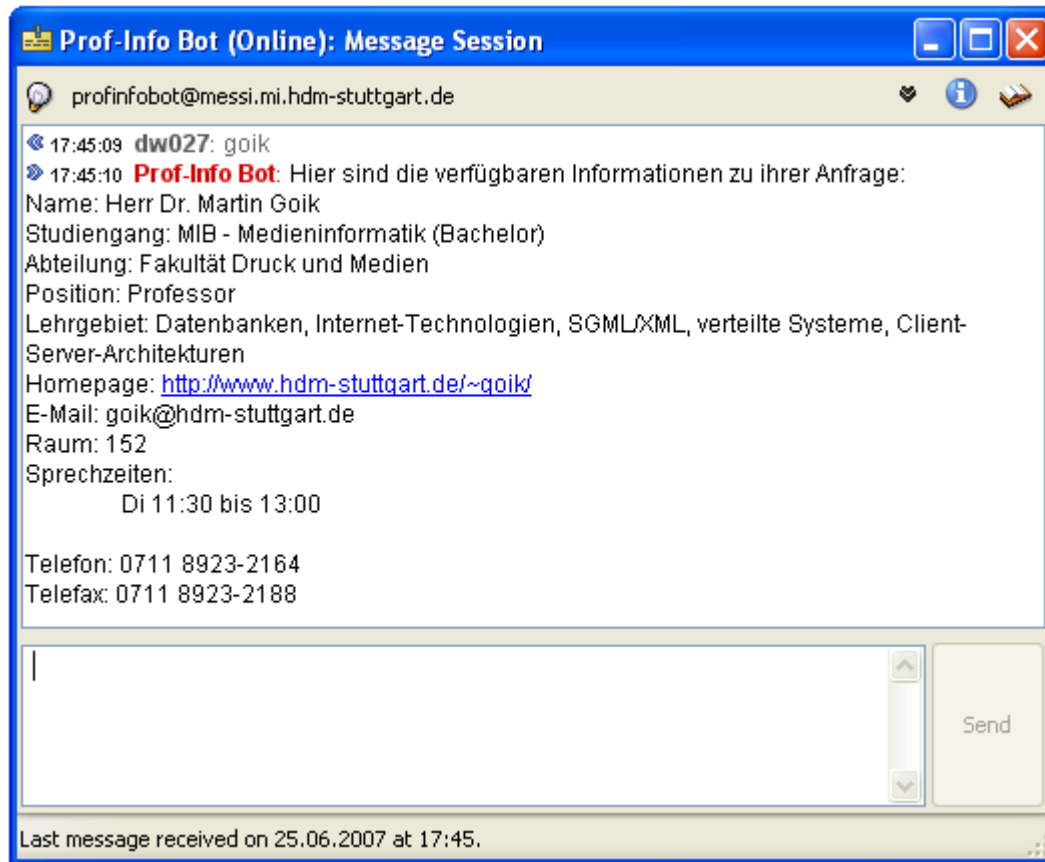 Prof-Info Bot (Online): Message Session
profinfobot@messi.mi.hdm-stuttgart.de
17:45:09 dw027: goik
17:45:10 Prof-Info Bot: Hier sind die verfügbaren Informationen zu ihrer Anfrage:
Name: Herr Dr. Martin Goik
Studiengang: MIB - Medieninformatik (Bachelor)
Abteilung: Fakultät Druck und Medien
Position: Professor
Lehrgebiet: Datenbanken, Internet-Technologien, SGML/XML, verteilte Systeme, Client-
Server-Architekturen
Homepage: http://www.hdm-stuttgart.de/~goik/
E-Mail: goik@hdm-stuttgart.de
Raum: 152
Sprechzeiten:
Di 11:30 bis 13:00
Telefon: 0711 8923-2164
Telefax: 0711 8923-2188
Send
Last message received on 25.06.2007 at 17:45.